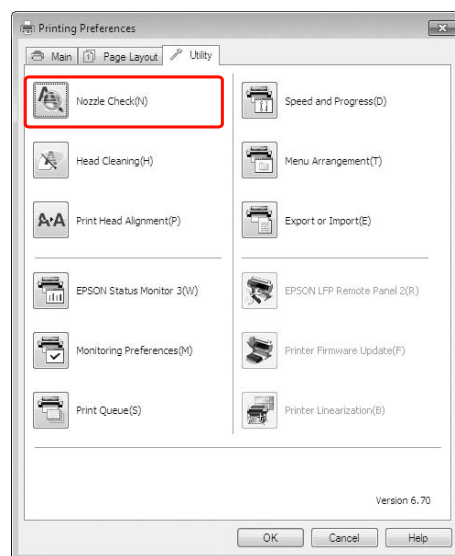 Printing Preferences
Main
Page Layout
Utility
Nozzle Check(N)
Speed and Progress(D)
Head Cleaning(H)
Menu Arrangement(T)
Print Head Alignment(P)
Export or Import(E)
EPSON Status Monitor 3(W)
EPSON LFP Remote Panel 2(R)
Monitoring Preferences(M)
Printer Firmware Update(F)
Print Queue(S)
Printer Linearization(B)
Version 6.70
OK
Cancel
Help